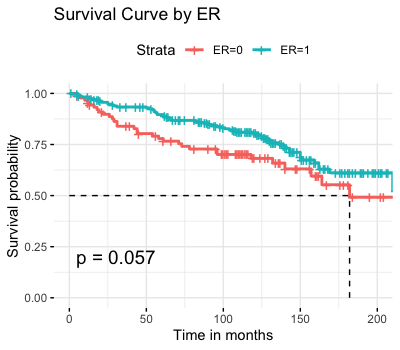 Survival Curve by ER
Strata ER=0 ER=1
Survival probability
1.00
0.75
0.50
0.25
0.00
p = 0.057
0 50 100 150 200
Time in months